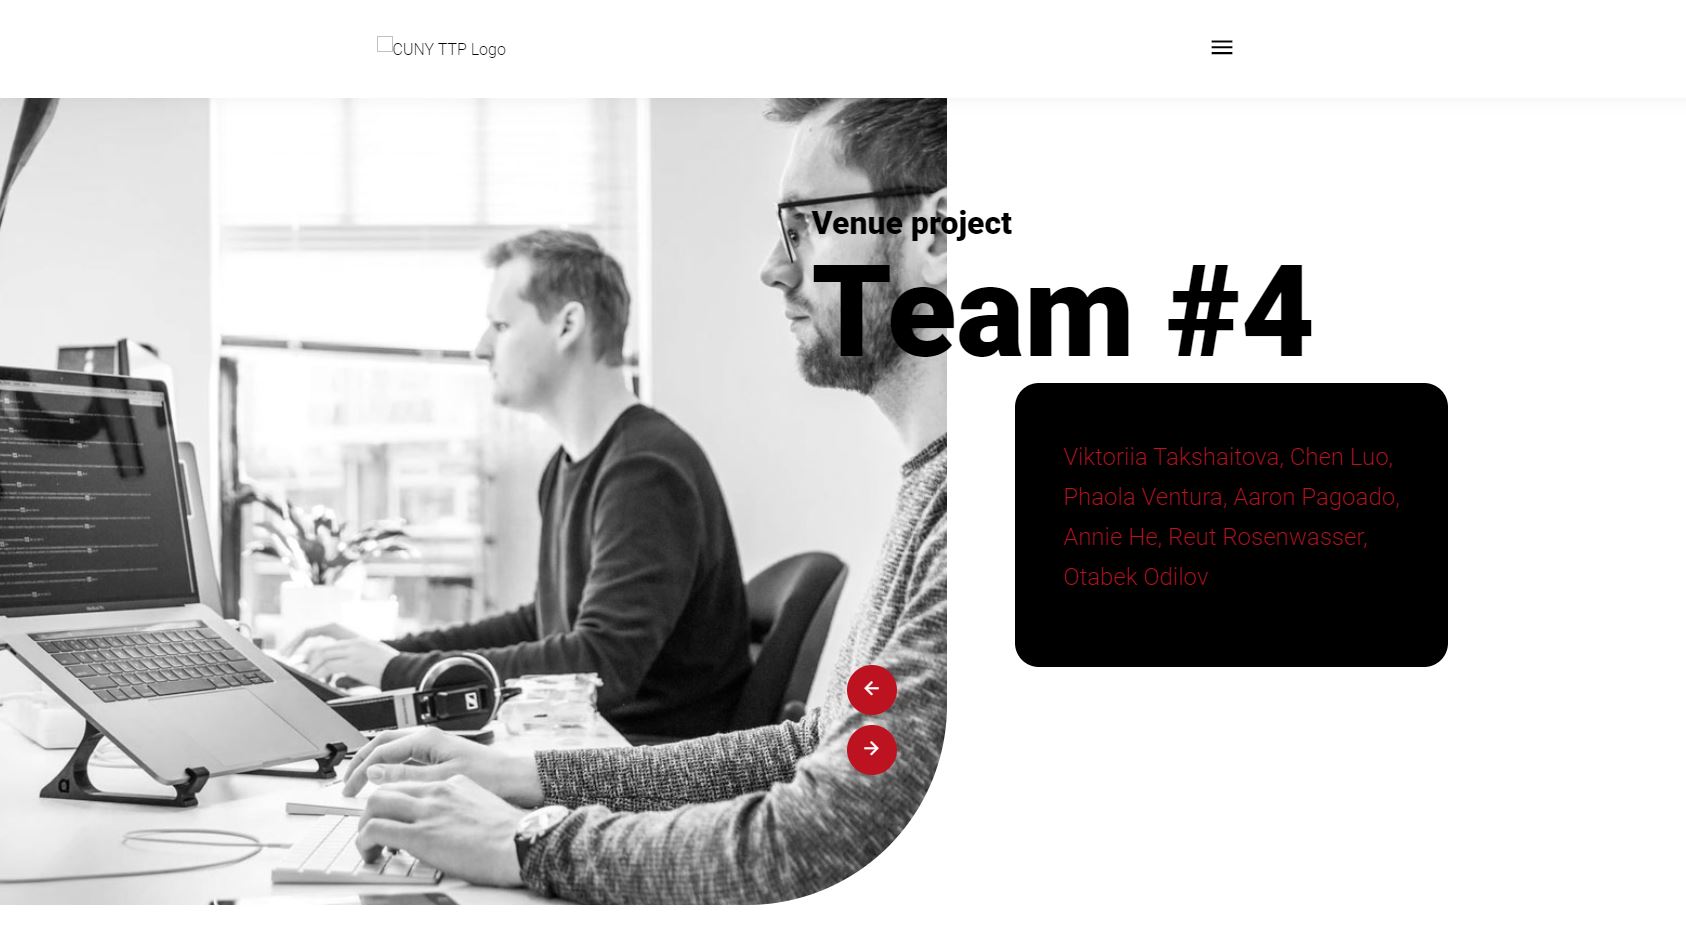 CUNY TTP Logo
Venue project
Team #4
Viktoriia Takshaitova, Chen Luo,
Phaola Ventura, Aaron Pagoado,
Annie He, Reut Rosenwasser,
Otabek Odilov